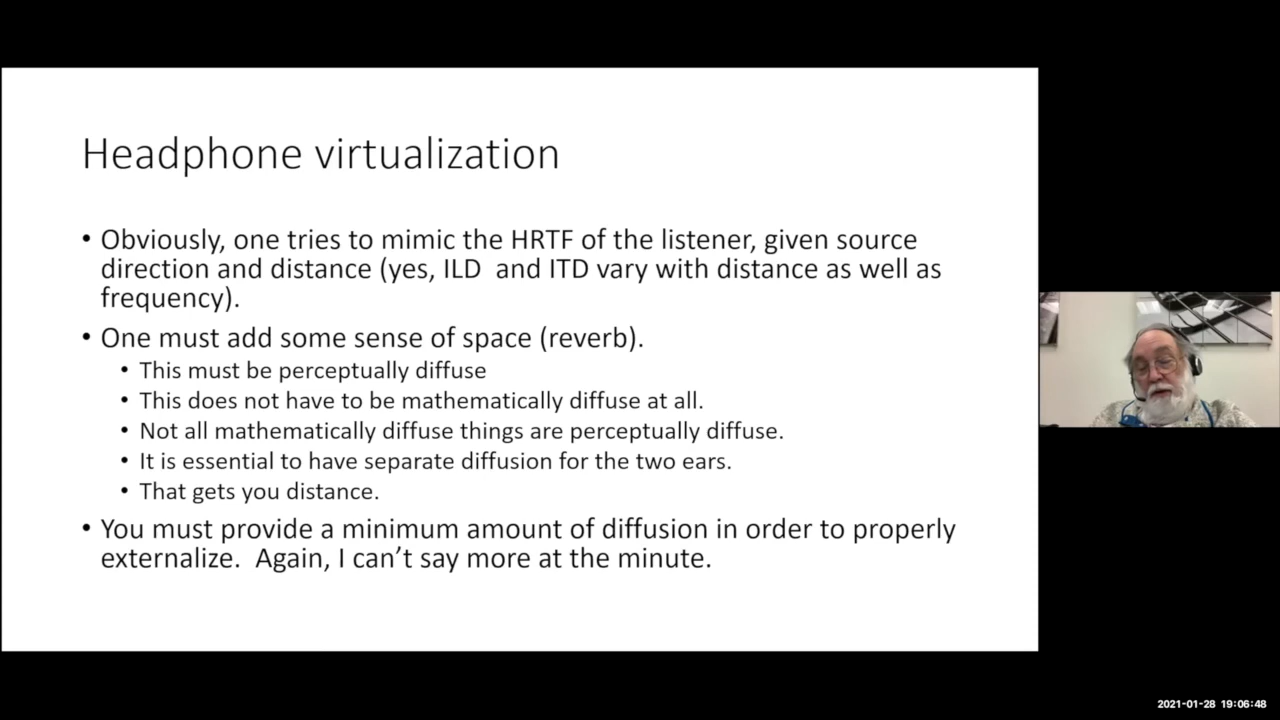 Headphone virtualization
• Obviously, one tries to mimic the HRTF of the listener, given source
direction and distance (yes, ILD and ITD vary with distance as well as
frequency).
• One must add some sense of space (reverb).
• This must be perceptually diffuse
• This does not have to be mathematically diffuse at all.
• Not all mathematically diffuse things are perceptually diffuse.
• It is essential to have separate diffusion for the two ears.
• That gets you distance.
• You must provide a minimum amount of diffusion in order to properly
externalize. Again, I can’t say more at the minute.
2021-01-28 19:06:48